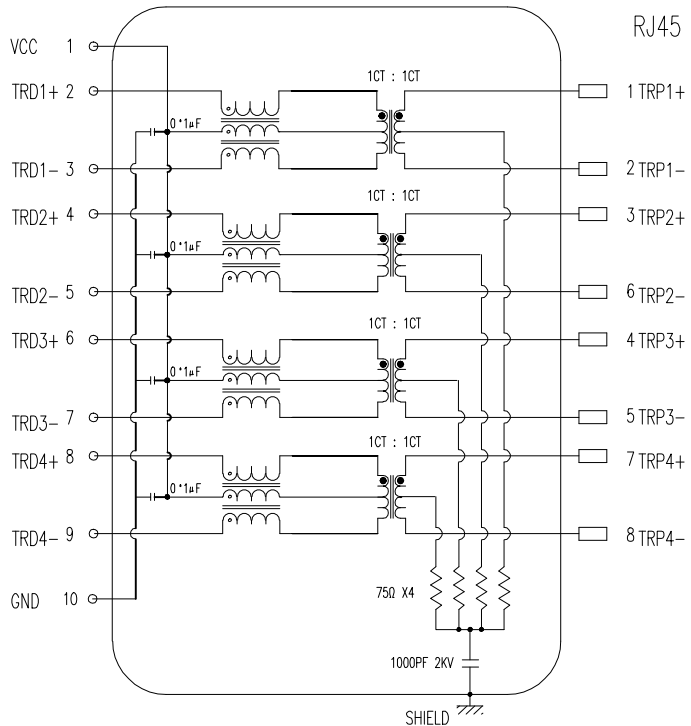 RJ45
VCC 1
1CT : 1CT
TRD1+ 2
1 TRP1+
0*1µF
TRD1- 3
2 TRP1-
1CT : 1CT
TRD2+ 4
3 TRP2+
0*1µF
TRD2- 5
6 TRP2-
1CT : 1CT
TRD3+ 6
4 TRP3+
0*1µF
TRD3- 7
5 TRP3-
1CT : 1CT
TRD4+ 8
7 TRP4+
0*1µF
TRD4- 9
8 TRP4-
75Ω X4
GND 10
1000PF 2KV
SHIELD